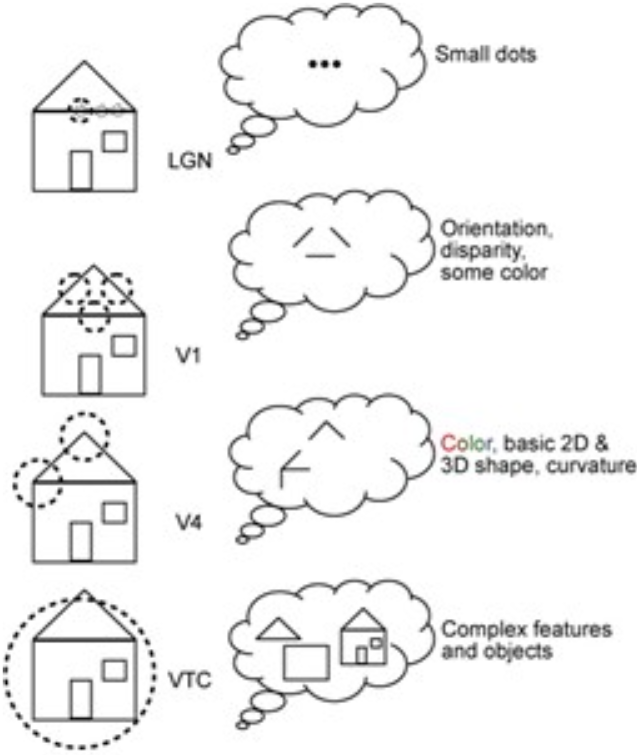 Small dots
LGN
Orientation,
disparity,
some color
V1
Color, basic 2D &
3D shape, curvature
V4
Complex features
and objects
VTC